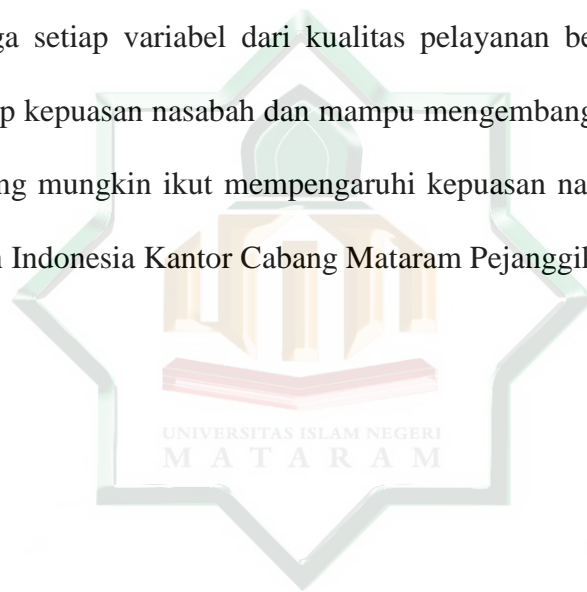 ga setiap variabel dari kualitas pelayanan be
p kepuasan nasabah dan mampu mengembang
ng mungkin ikut mempengaruhi kepuasan na
n Indonesia Kantor Cabang Mataram Pejanggil
UNIVERSITAS ISLAM NEGERI
MATARAM